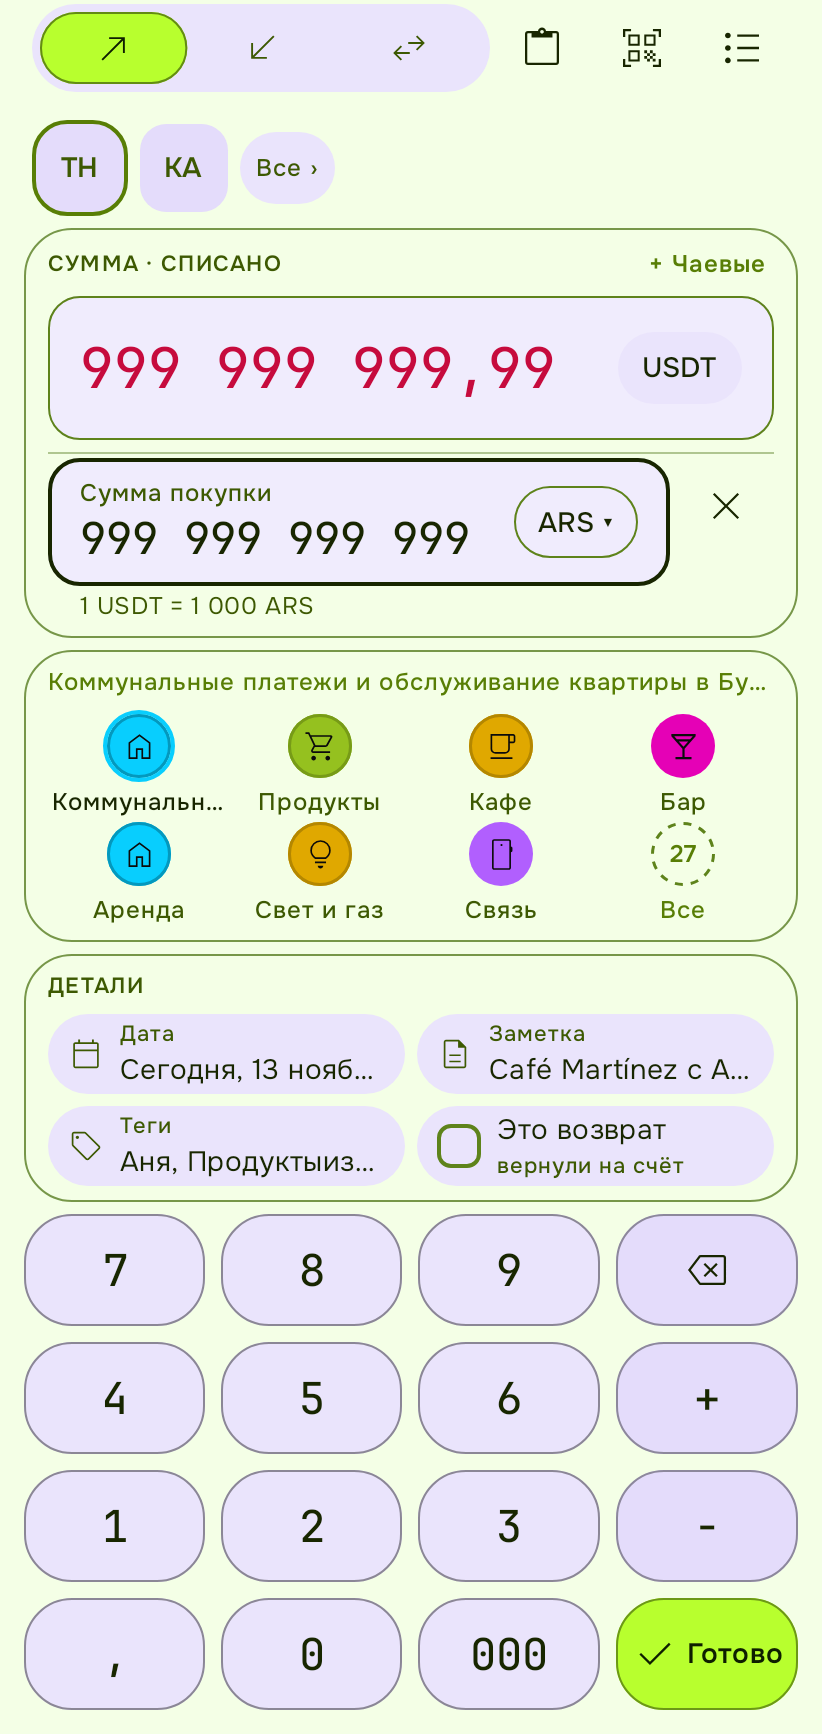 TH KA Все ›
СУММА · СПИСАНО + Чаевые
999 999 999,99 USDT
Сумма покупки
999 999 999 999 ARS ▾
1 USDT = 1 000 ARS
Коммунальные платежи и обслуживание квартиры в Бу...
Коммунальн... Продукты Кафе Бар
27
Аренда Свет и газ Связь Все
ДЕТАЛИ
Дата
Сегодня, 13 нояб...
Заметка
Café Martínez с А...
Теги
Аня, Продуктыиз...
Это возврат
вернули на счёт
7 8 9
4 5 6 +
1 2 3 -
, 0 000 Готово